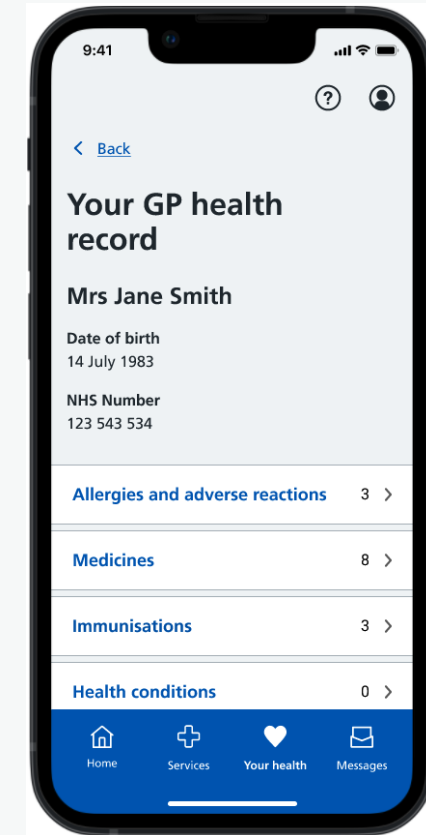 9:41
Back
Your GP health
record
Mrs Jane Smith
Date of birth
14 July 1983
NHS Number
123 543 534
Allergies and adverse reactions 3
Medicines 8
Immunisations 3
Health conditions 0
Home Services Your health Messages